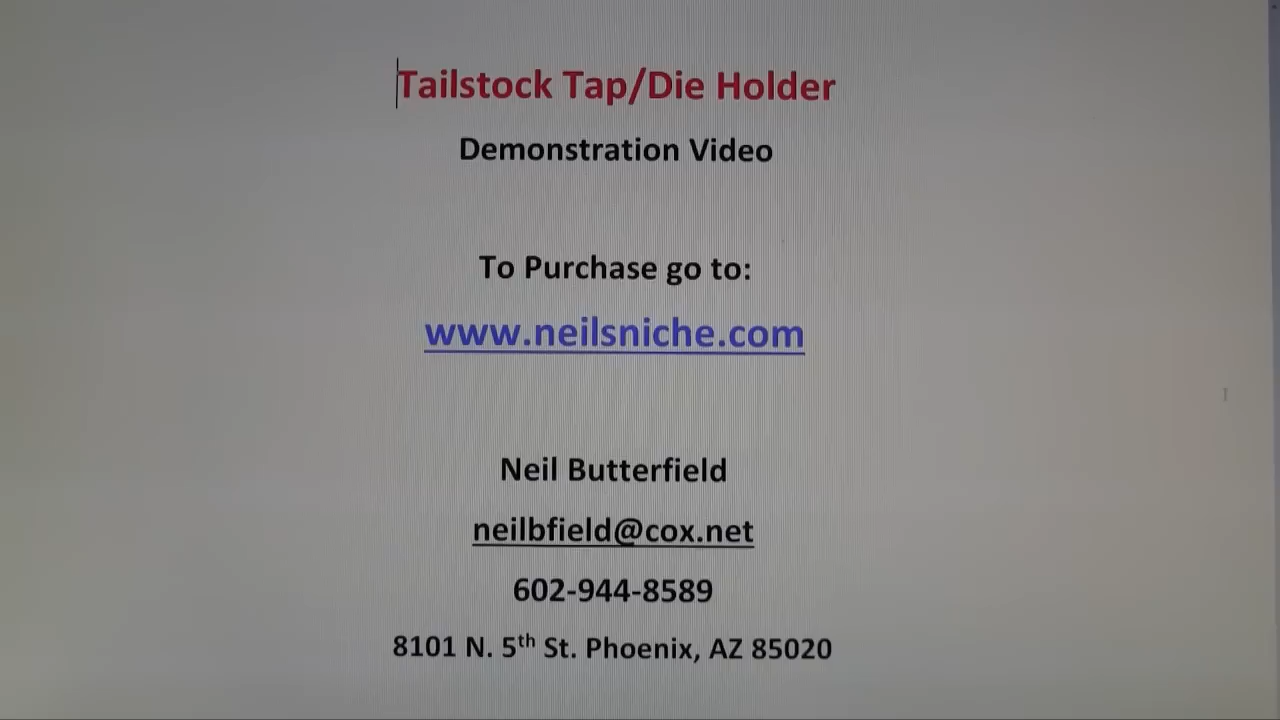 Tailstock Tap/Die Holder
Demonstration Video
To Purchase go to:
www.neilsniche.com
Neil Butterfield
neilbfield@cox.net
602-944-8589
8101 N. 5th St. Phoenix, AZ 85020